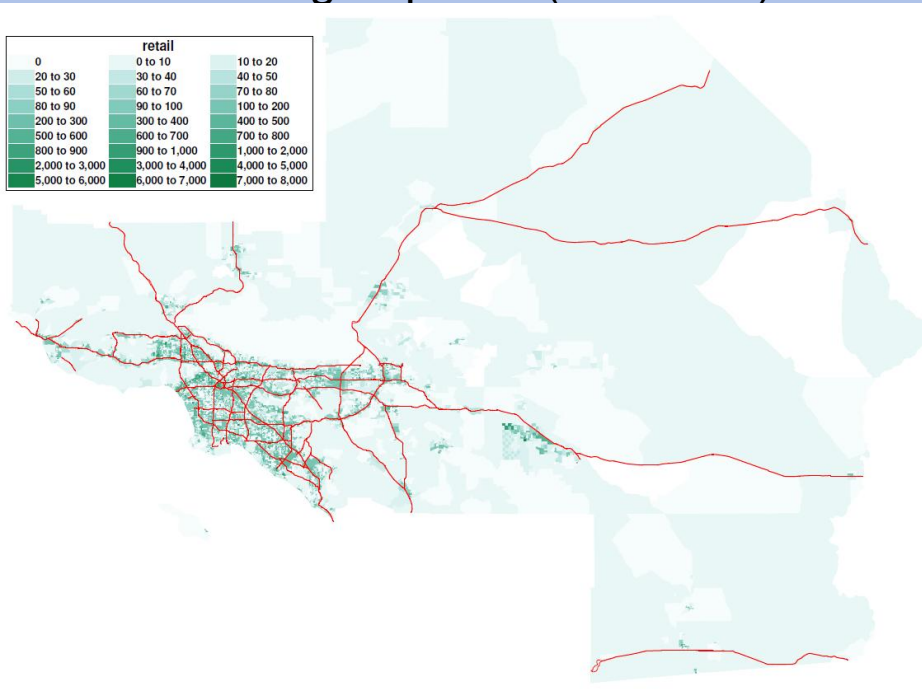 retail
0 0 to 10 10 to 20
20 to 30 30 to 40 40 to 50
50 to 60 60 to 70 70 to 80
80 to 90 90 to 100 100 to 200
200 to 300 300 to 400 400 to 500
500 to 600 600 to 700 700 to 800
800 to 900 900 to 1,000 1,000 to 2,000
2,000 to 3,000 3,000 to 4,000 4,000 to 5,000
5,000 to 6,000 6,000 to 7,000 7,000 to 8,000